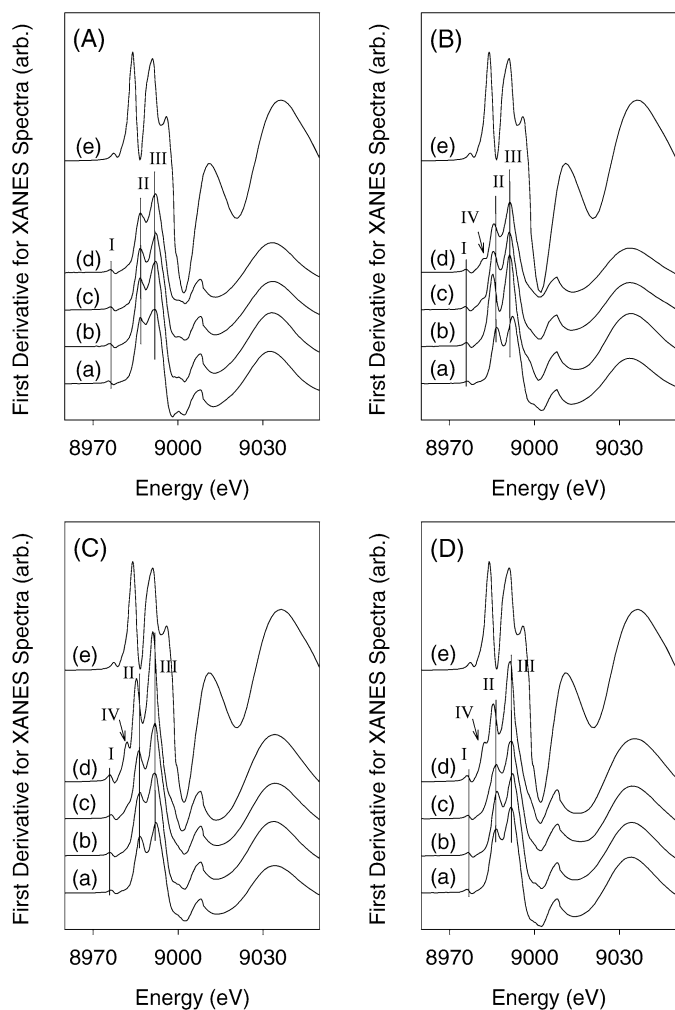 (A)
First Derivative for XANES Spectra (arb.)
(e)
III
II
I
(d)
(c)
(b)
(a)
8970 9000 9030
Energy (eV)
(B)
First Derivative for XANES Spectra (arb.)
(e)
III
II
IV
I
(d)
(c)
(b)
(a)
8970 9000 9030
Energy (eV)
(C)
First Derivative for XANES Spectra (arb.)
(e)
III
II
IV
I
(d)
(c)
(b)
(a)
8970 9000 9030
Energy (eV)
(D)
First Derivative for XANES Spectra (arb.)
(e)
III
II
IV
I
(d)
(c)
(b)
(a)
8970 9000 9030
Energy (eV)